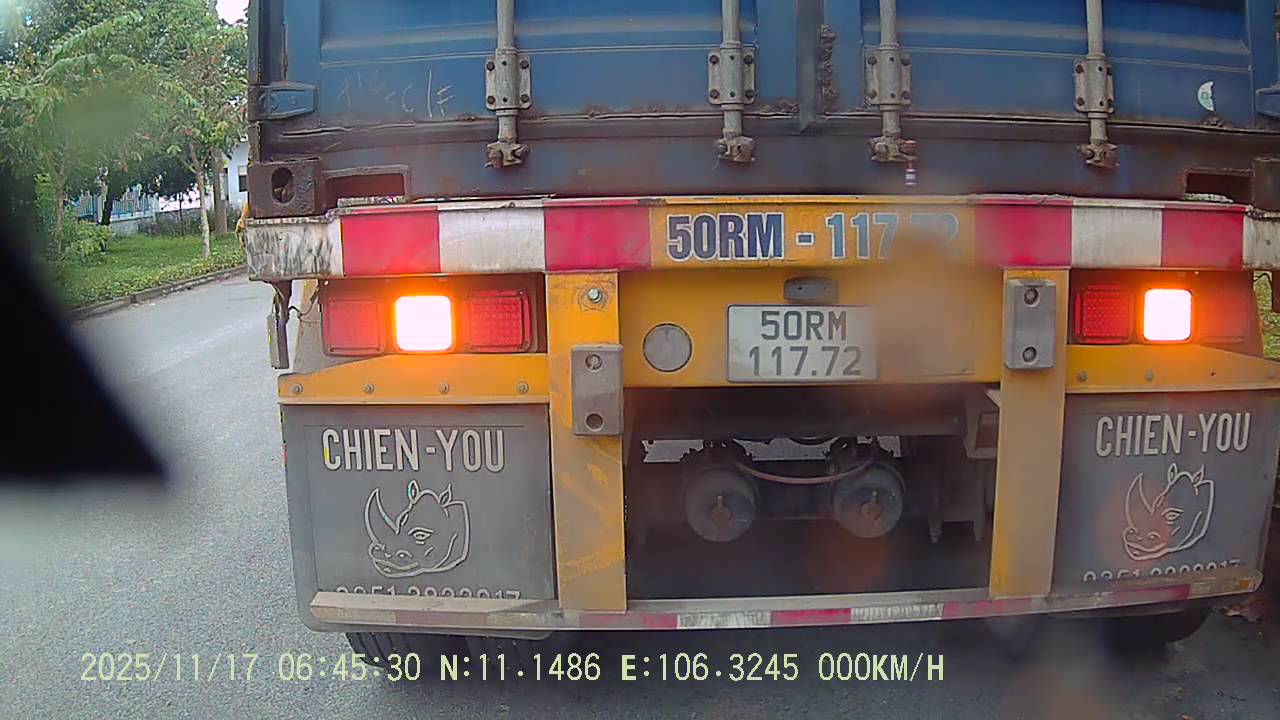 50RM - 117.72
50RM
117.72
CHIEN-YOU
CHIEN-YOU
2025/11/17 06:45:30 N:11.1486 E:106.3245 000KM/H